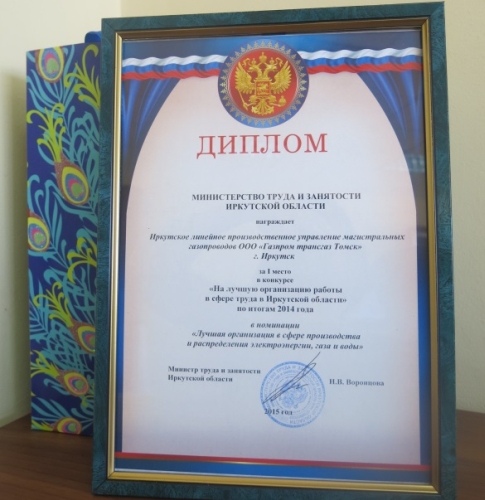 ДИПЛОМ
МИНИСТЕРСТВО ТРУДА И ЗАНЯТОСТИ
ИРКУТСКОЙ ОБЛАСТИ
награждает
Иркутское линейное производственное управление магистральных
газопроводов ООО «Газпром трансгаз Томск»
г. Иркутск
за I место
в конкурсе
«На лучшую организацию работы
в сфере труда в Иркутской области»
по итогам 2014 года
в номинации
«Лучшая организация в сфере производства
и распределения электроэнергии, газа и воды»
Министр труда и занятости
Иркутской области
Н.В. Воронцова
2015 год